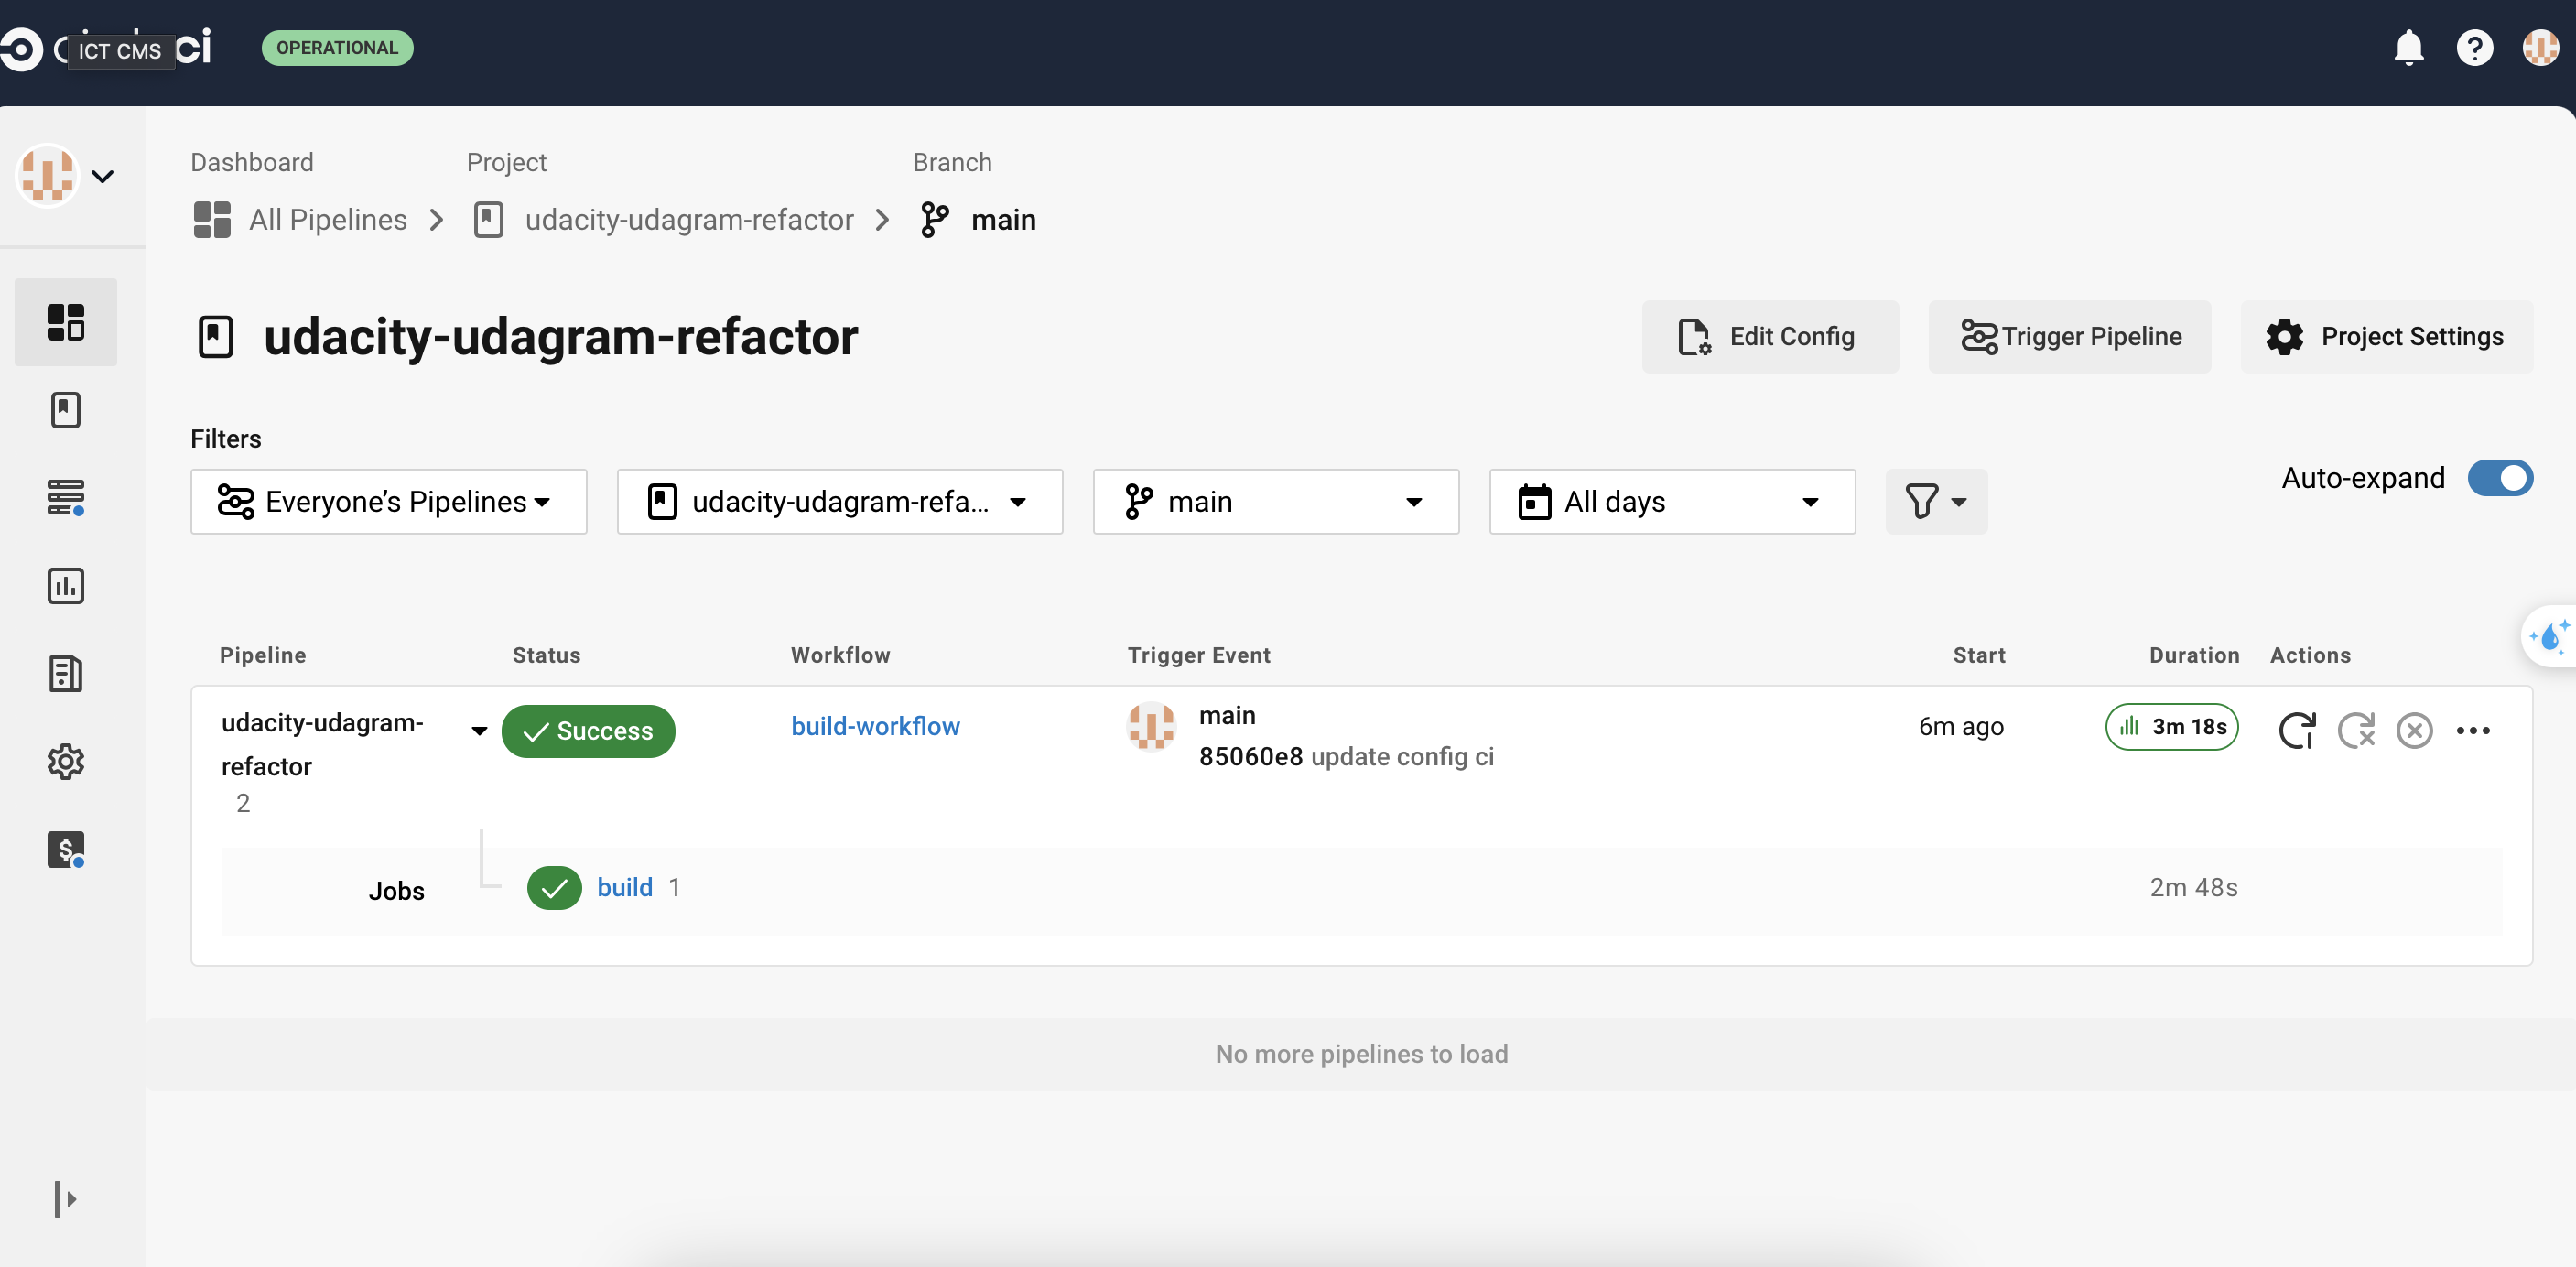 ICT CMS
ci
OPERATIONAL
Dashboard
Project
Branch
All Pipelines
udacity-udagram-refactor
main
udacity-udagram-refactor
Edit Config
Trigger Pipeline
Project Settings
Filters
Everyone’s Pipelines
udacity-udagram-refa...
main
All days
Auto-expand
Pipeline
Status
Workflow
Trigger Event
Start
Duration
Actions
udacity-udagram-
refactor
2
Success
build-workflow
main
85060e8 update config ci
6m ago
3m 18s
Jobs
build 1
2m 48s
No more pipelines to load